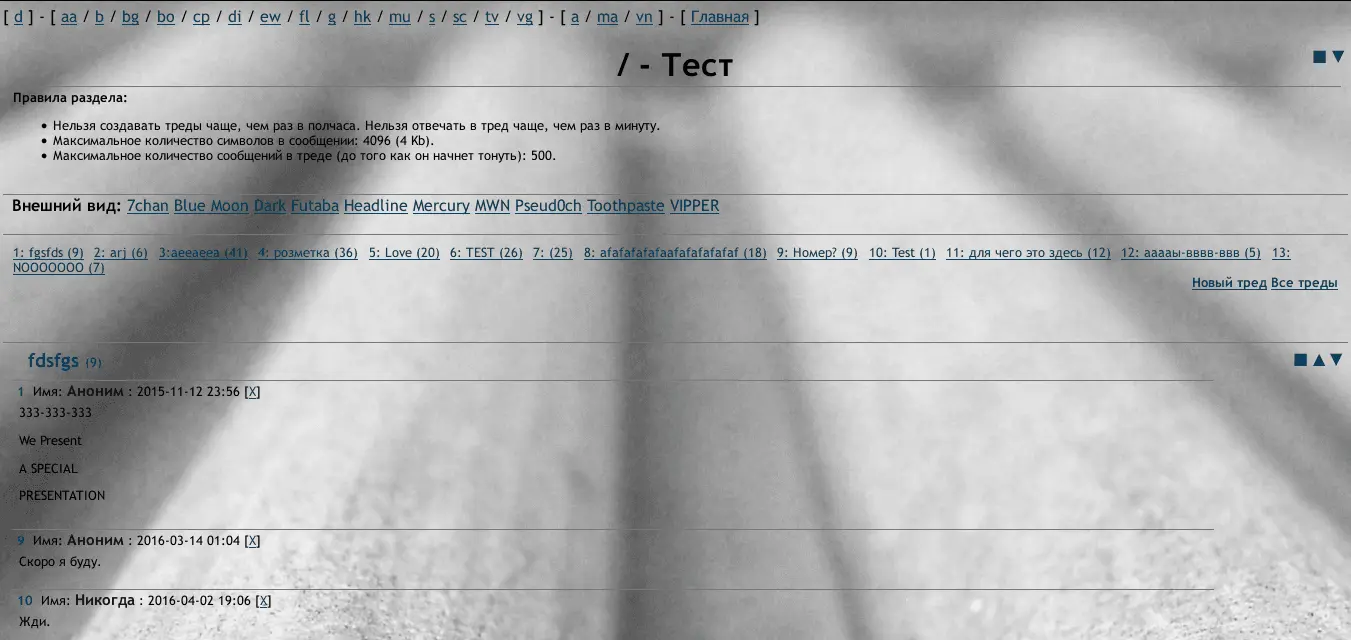 [ d ] - [ aa / b / bg / bo / cp / di / ew / fl / g / hk / mu / s / sc / tv / vg ] - [ a / ma / vn ] - [ Главная ]
/ - Тест
■ ▼
Правила раздела:
• Нельзя создавать треды чаще, чем раз в полчаса. Нельзя отвечать в тред чаще, чем раз в минуту.
• Максимальное количество символов в сообщении: 4096 (4 Kb).
• Максимальное количество сообщений в треде (до того как он начнет тонуть): 500.
Внешний вид: 7chan Blue Moon Dark Futaba Headline Mercury MWN Pseud0ch Toothpaste VIPPER
1: fgsfds (9) 2: arj (6) 3:aeeaeea (41) 4: розметка (36) 5: Love (20) 6: TEST (26) 7: (25) 8: afafafafafaafafafafafaf (18) 9: Номер? (9) 10: Test (1) 11: для чего это здесь (12) 12: ааааы-вввв-ввв (5) 13:
NOOOOOOO (7)
Новый тред Все треды
fdsfgs (9)
■ ▲ ▼
1 Имя: Аноним : 2015-11-12 23:56 [X]
333-333-333
We Present
A SPECIAL
PRESENTATION
9 Имя: Аноним : 2016-03-14 01:04 [X]
Скоро я буду.
10 Имя: Никогда : 2016-04-02 19:06 [X]
Жди.